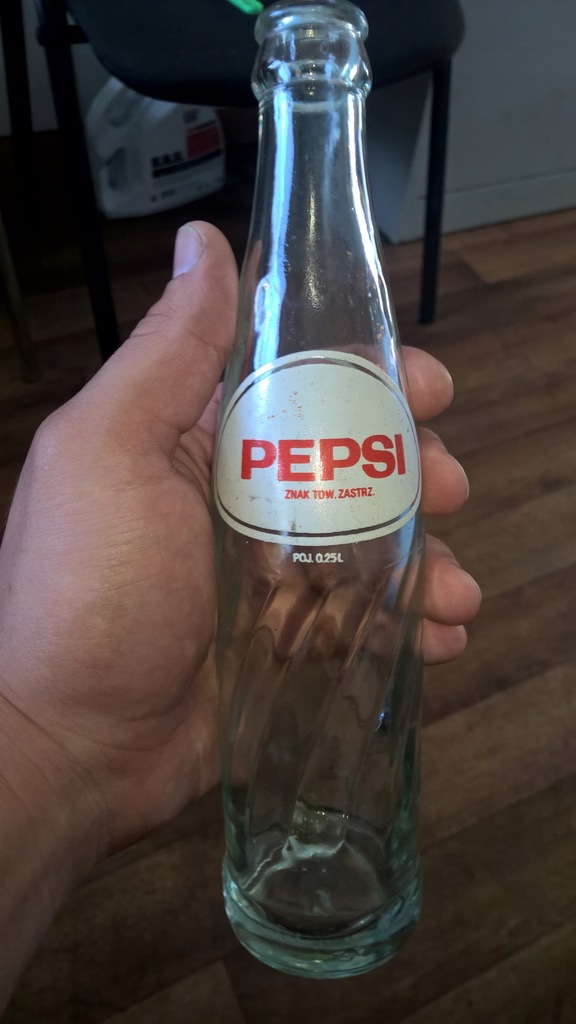 PEPSI
ZNAK TOW. ZASTRZ.
POJ. 0.25 L